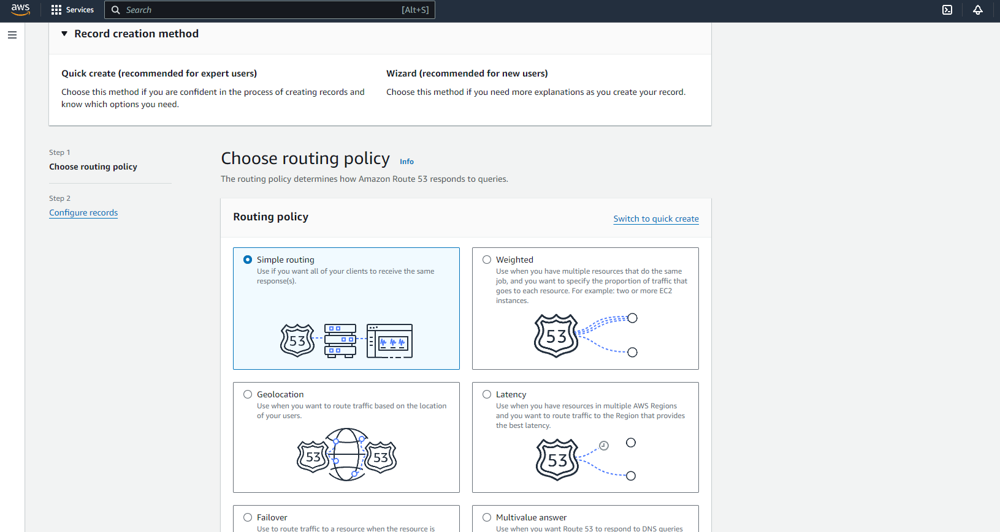 aws
Services
Search
[Alt+S]
Record creation method
Quick create (recommended for expert users)
Choose this method if you are confident in the process of creating records and
know which options you need.
Wizard (recommended for new users)
Choose this method if you need more explanations as you create your record.
Step 1
Choose routing policy
Step 2
Configure records
Choose routing policy
Info
The routing policy determines how Amazon Route 53 responds to queries.
Routing policy
Switch to quick create
Simple routing
Use if you want all of your clients to receive the same
response(s).
53
Weighted
Use when you have multiple resources that do the same
job, and you want to specify the proportion of traffic that
goes to each resource. For example: two or more EC2
instances.
53
Geolocation
Use when you want to route traffic based on the location
of your users.
53
53
Latency
Use when you have resources in multiple AWS Regions
and you want to route traffic to the Region that provides
the best latency.
53
Failover
Use to route traffic to a resource when the resource is
Multivalue answer
Use when you want Route 53 to respond to DNS queries